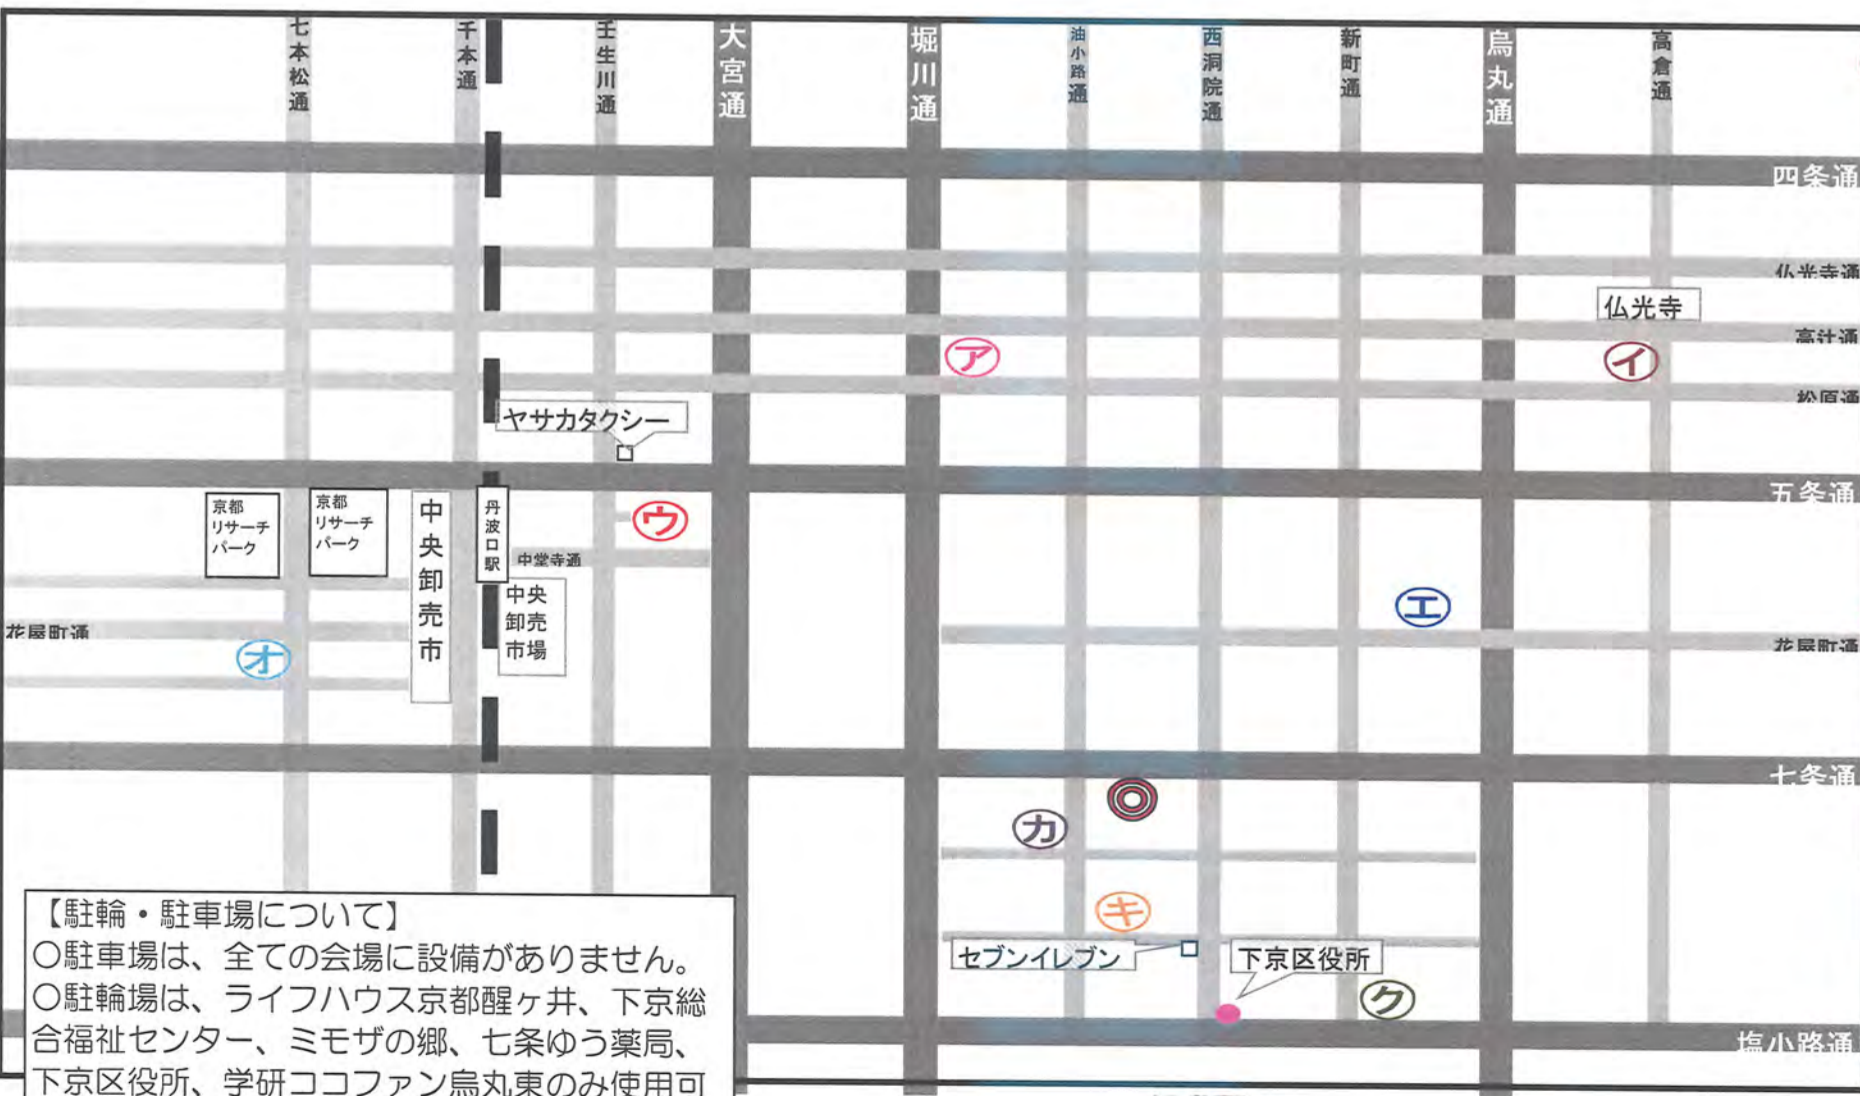 七本松通
千本通
壬生川通
大宮通
堀川通
油小路通
西洞院通
新町通
烏丸通
高倉通
四条通
仏光寺通
仏光寺
高辻通
ア
イ
松原通
ヤサカタクシー
五条通
京都
リサーチ
パーク
京都
リサーチ
パーク
中央卸売市
丹波口駅
ウ
中堂寺通
中央
卸売
市場
エ
花屋町通
花屋町通
オ
七条通
カ
キ
セブンイレブン
下京区役所
ク
塩小路通
【駐輪・駐車場について】
○駐車場は、全ての会場に設備がありません。
○駐輪場は、ライフハウス京都醒ヶ井、下京総
合福祉センター、ミモザの郷、七条ゆう薬局、
下京区役所、学研ココファン烏丸東のみ使用可